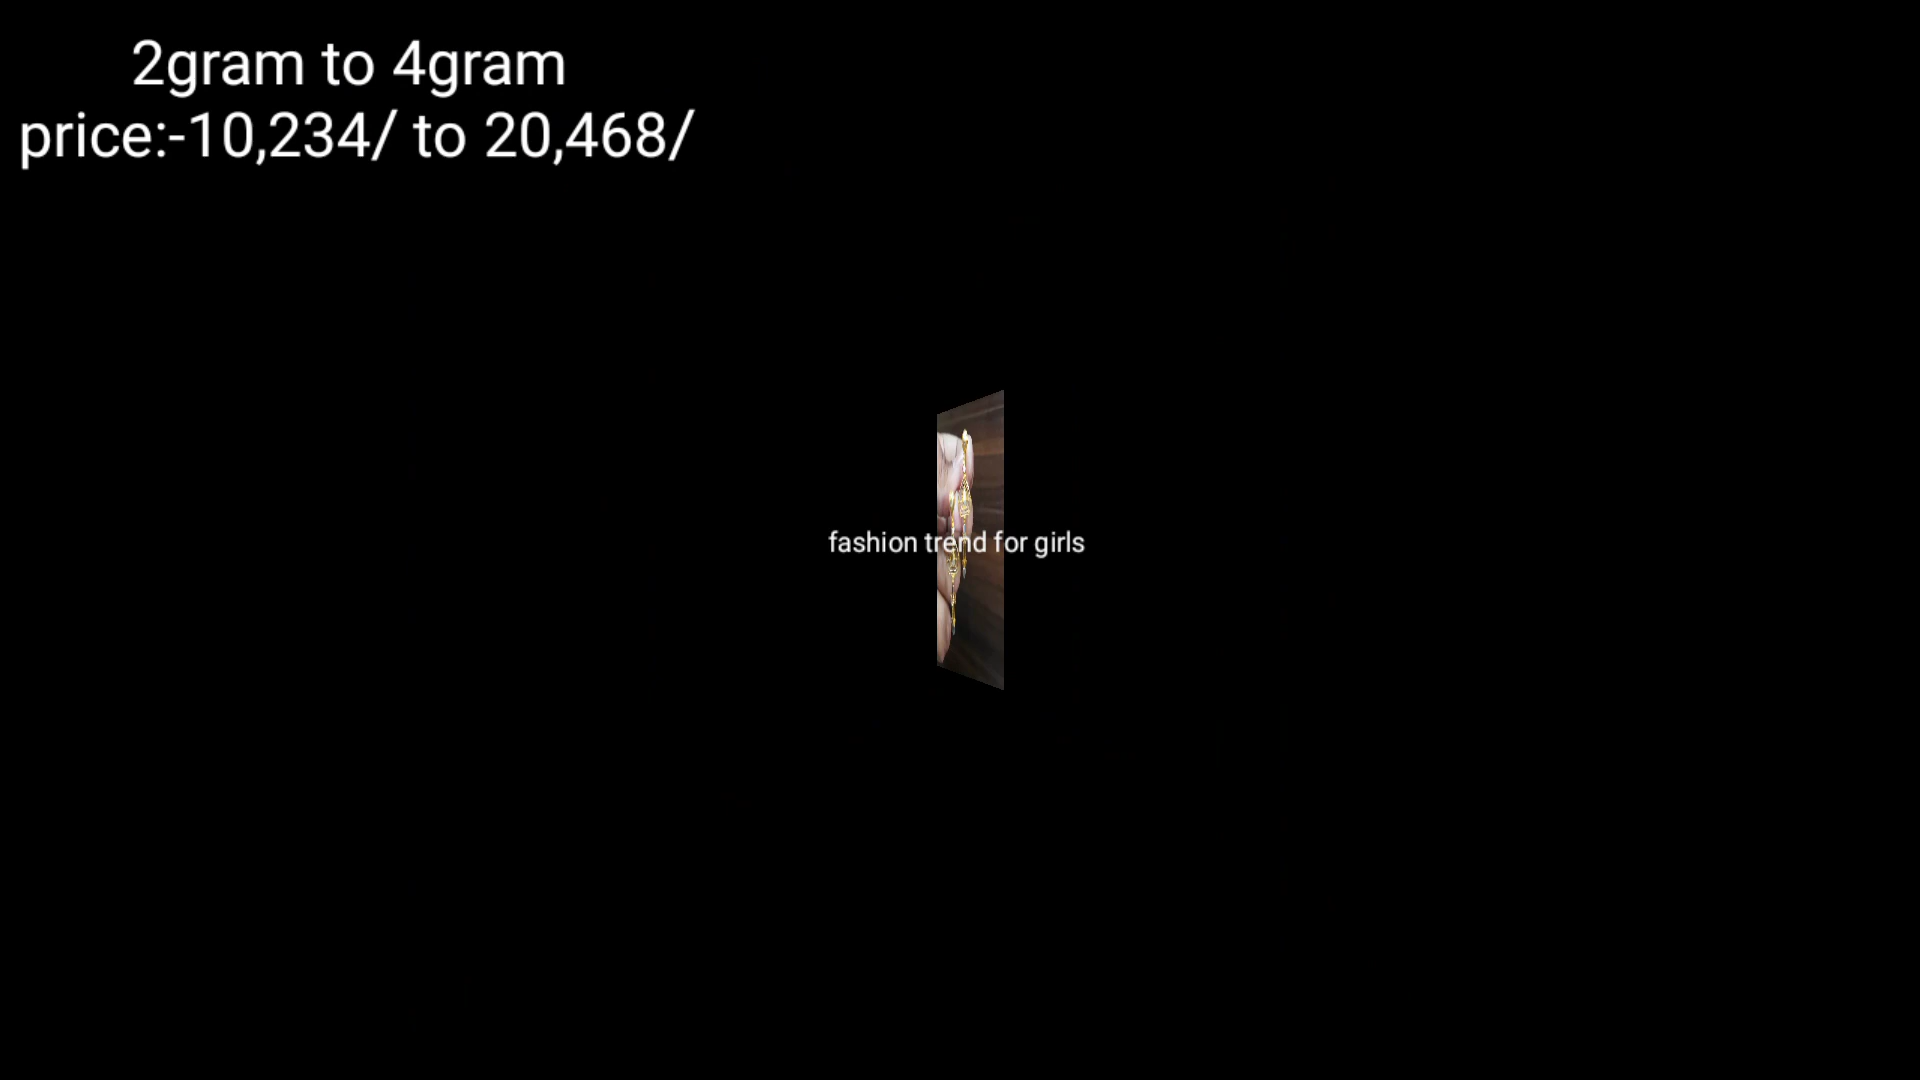 2gram to 4gram
price:-10,234/ to 20,468/
fashion trend for girls